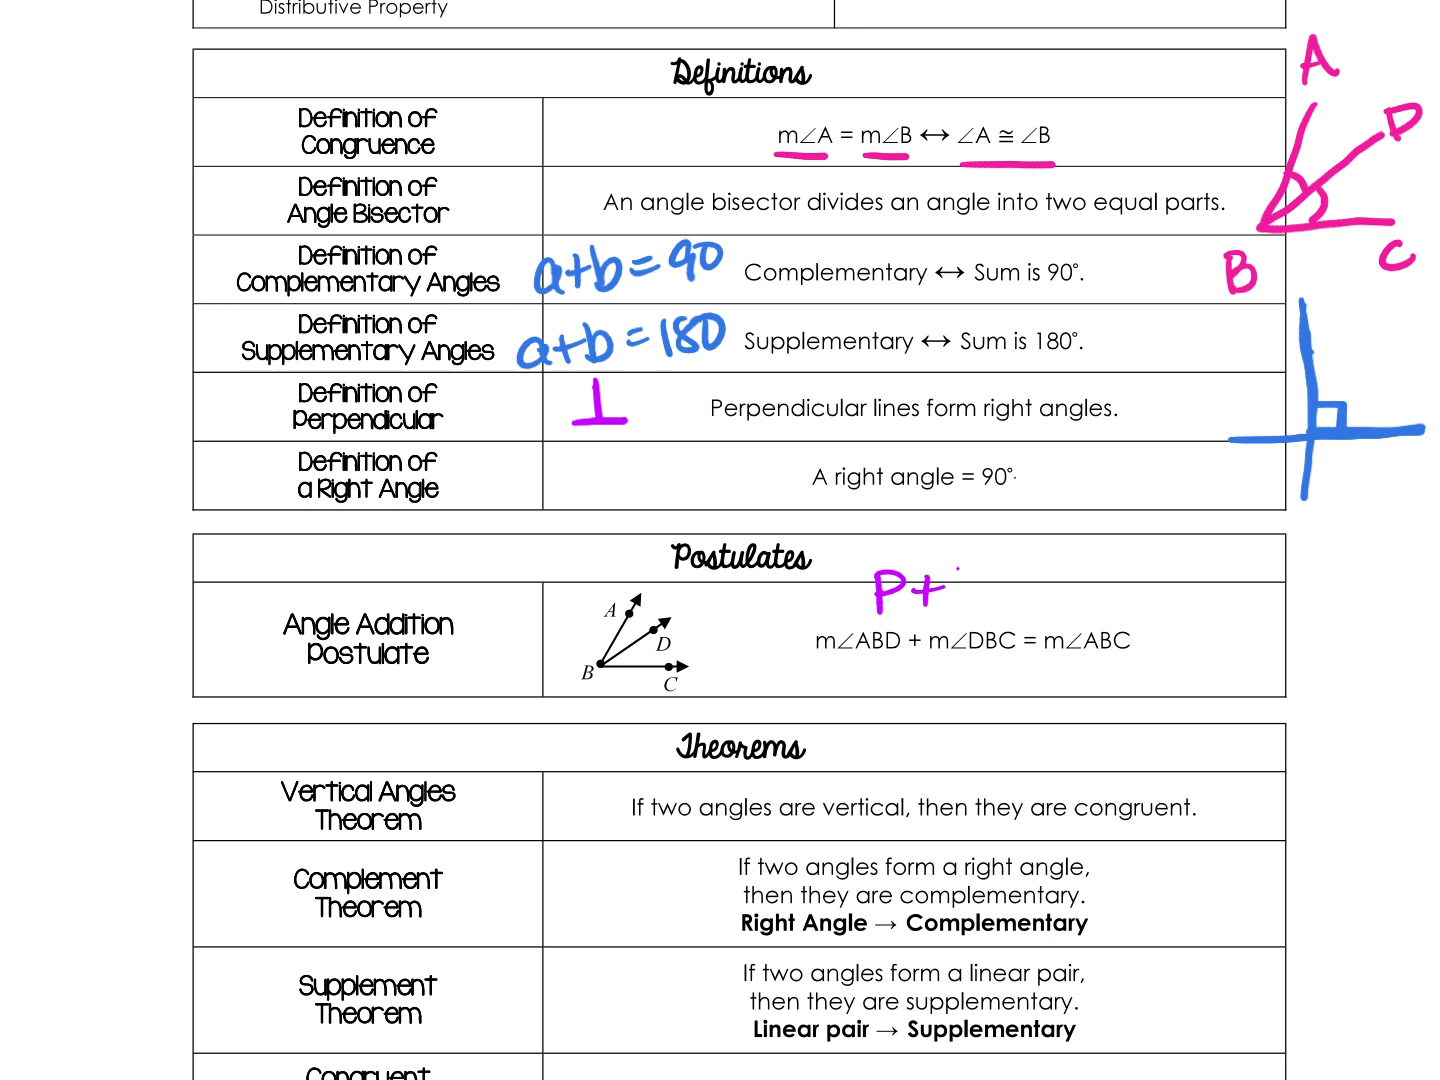 Distributive Property
Definitions
A
Definition of
Congruence
m∠A = m∠B ↔ ∠A ≅ ∠B
D
Definition of
Angle Bisector
An angle bisector divides an angle into two equal parts.
B
C
Definition of
Complementary Angles
a+b=90
Complementary ↔ Sum is 90°.
Definition of
Supplementary Angles
a+b=180
Supplementary ↔ Sum is 180°.
Definition of
Perpendicular
⊥
Perpendicular lines form right angles.
Definition of
a Right Angle
A right angle = 90°.
Postulates
P+
Angle Addition
Postulate
A
D
B
C
m∠ABD + m∠DBC = m∠ABC
Theorems
Vertical Angles
Theorem
If two angles are vertical, then they are congruent.
Complement
Theorem
If two angles form a right angle,
then they are complementary.
Right Angle → Complementary
Supplement
Theorem
If two angles form a linear pair,
then they are supplementary.
Linear pair → Supplementary
Congruent